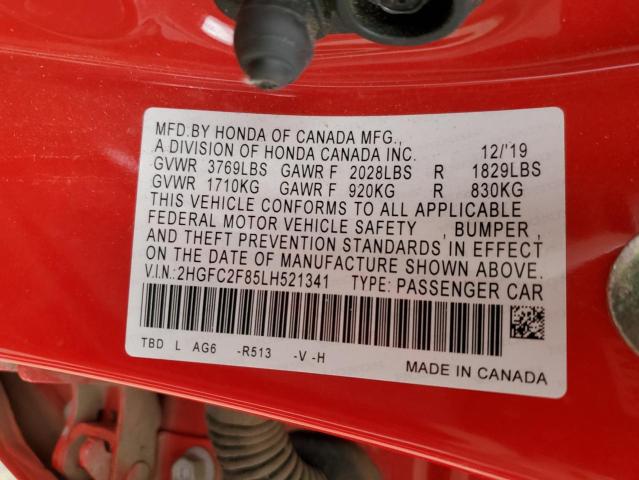 MFD.BY HONDA OF CANADA MFG.,
A DIVISION OF HONDA CANADA INC. 12/'19
GVWR 3769LBS GAWR F 2028LBS R 1829LBS
GVWR 1710KG GAWR F 920KG R 830KG
THIS VEHICLE CONFORMS TO ALL APPLICABLE
FEDERAL MOTOR VEHICLE SAFETY , BUMPER ,
AND THEFT PREVENTION STANDARDS IN EFFECT
ON THE DATE OF MANUFACTURE SHOWN ABOVE.
V.I.N.: 2HGFC2F85LH521341 TYPE: PASSENGER CAR
TBD L AG6 -R513 -V -H
MADE IN CANADA